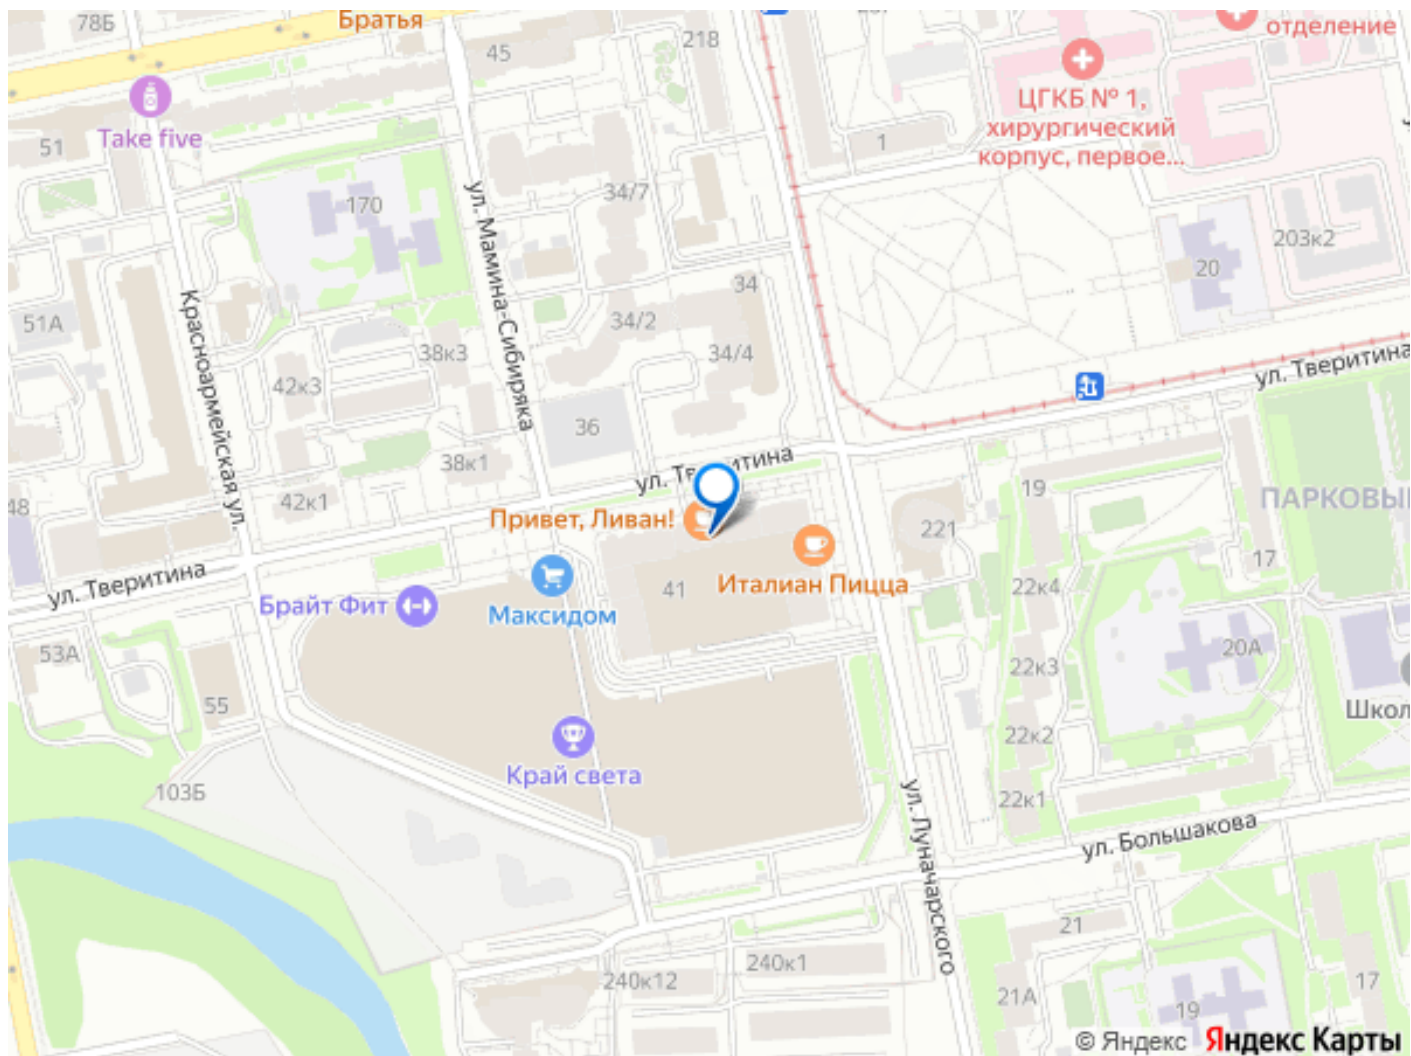 78Б
Братья
45
218
отделение
Take five
51
ЦГКБ № 1,
хирургический
корпус, первое...
1
170
34/7
ул. Мамина-Сибиряка
203к2
20
34
51А
Красноармейская ул.
34/2
34/4
38к3
42к3
ул. Тверитина
36
38к1
ул. Тверитина
19
48
42к1
Привет, Ливан!
221
17
41
Италиан Пицца
22к4
ул. Тверитина
Брайт Фит
Максидом
53А
20А
22к3
55
22к2
Край света
103Б
22к1
ул. Луначарского
ул. Большакова
21
240к12
240к1
21А
19
17
© Яндекс Яндекс Карты